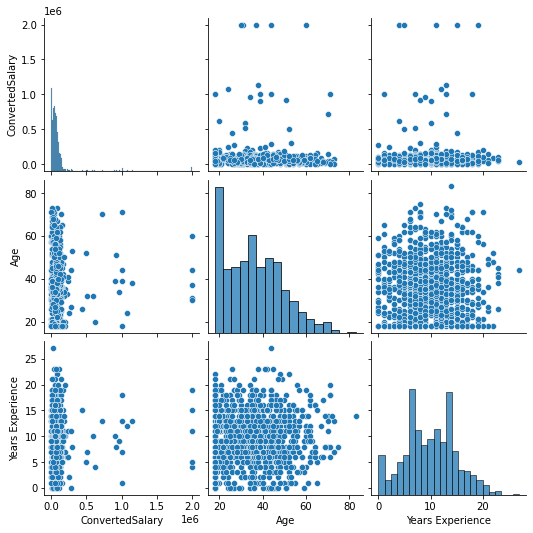 1e6
ConvertedSalary
2.0
1.5
1.0
0.5
0.0
Age
80
60
40
20
Years Experience
25
20
15
10
5
0
0.0 0.5 1.0 1.5 2.0
1e6
ConvertedSalary
20 40 60 80
Age
0 10 20
Years Experience